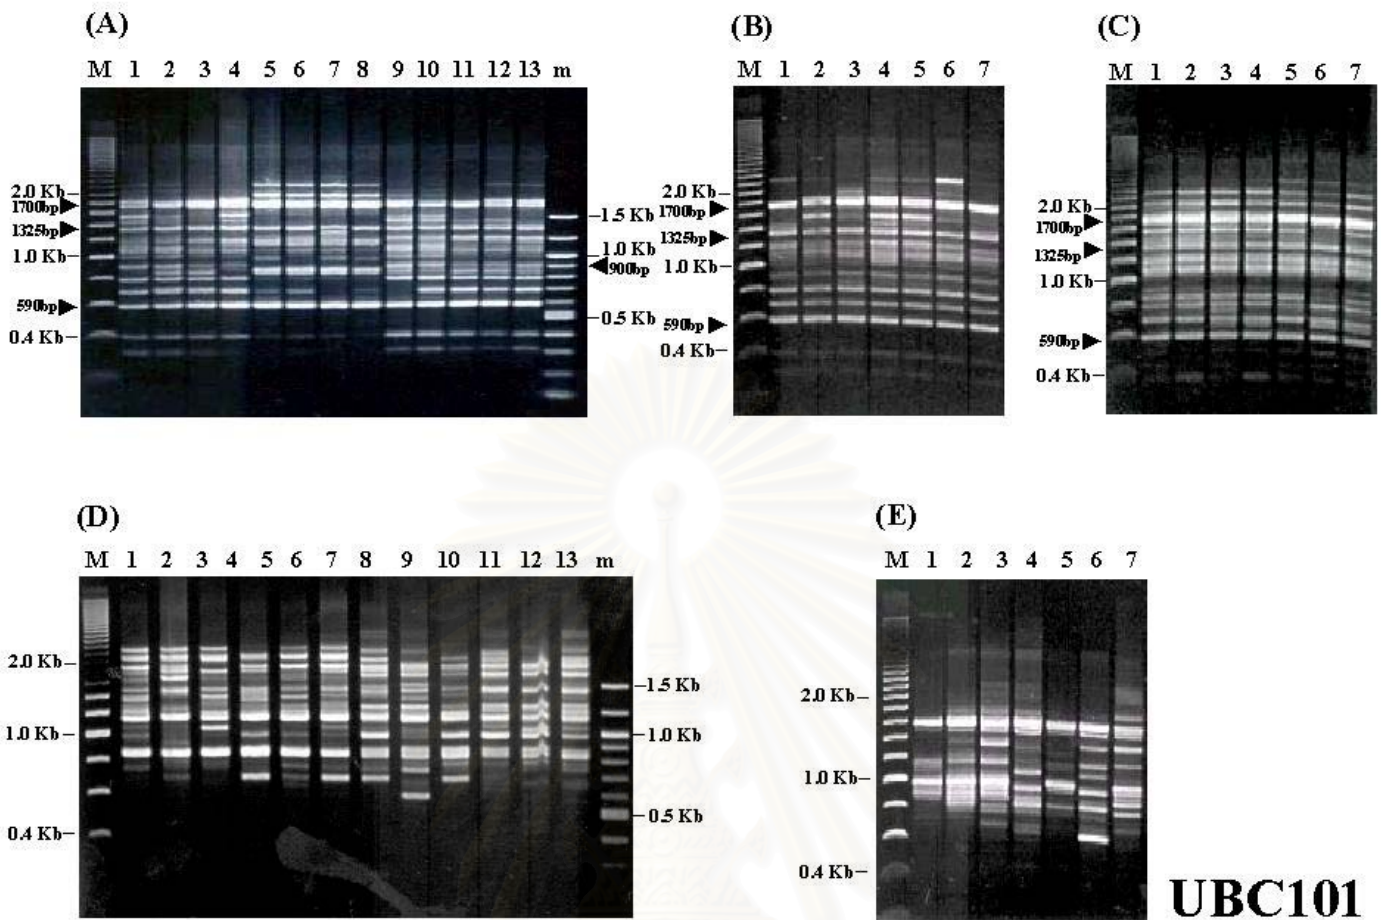 (A)
M 1 2 3 4 5 6 7 8 9 10 11 12 13 m
2.0 Kb
1700bp
1325bp
1.0 Kb
590bp
0.4 Kb
1.5 Kb
1.0 Kb
900bp
0.5 Kb
(B)
M 1 2 3 4 5 6 7
2.0 Kb
1700bp
1325bp
1.0 Kb
590bp
0.4 Kb
(C)
M 1 2 3 4 5 6 7
2.0 Kb
1700bp
1325bp
1.0 Kb
590bp
0.4 Kb
(D)
M 1 2 3 4 5 6 7 8 9 10 11 12 13 m
2.0 Kb
1.0 Kb
0.4 Kb
1.5 Kb
1.0 Kb
0.5 Kb
(E)
M 1 2 3 4 5 6 7
2.0 Kb
1.0 Kb
0.4 Kb
UBC101